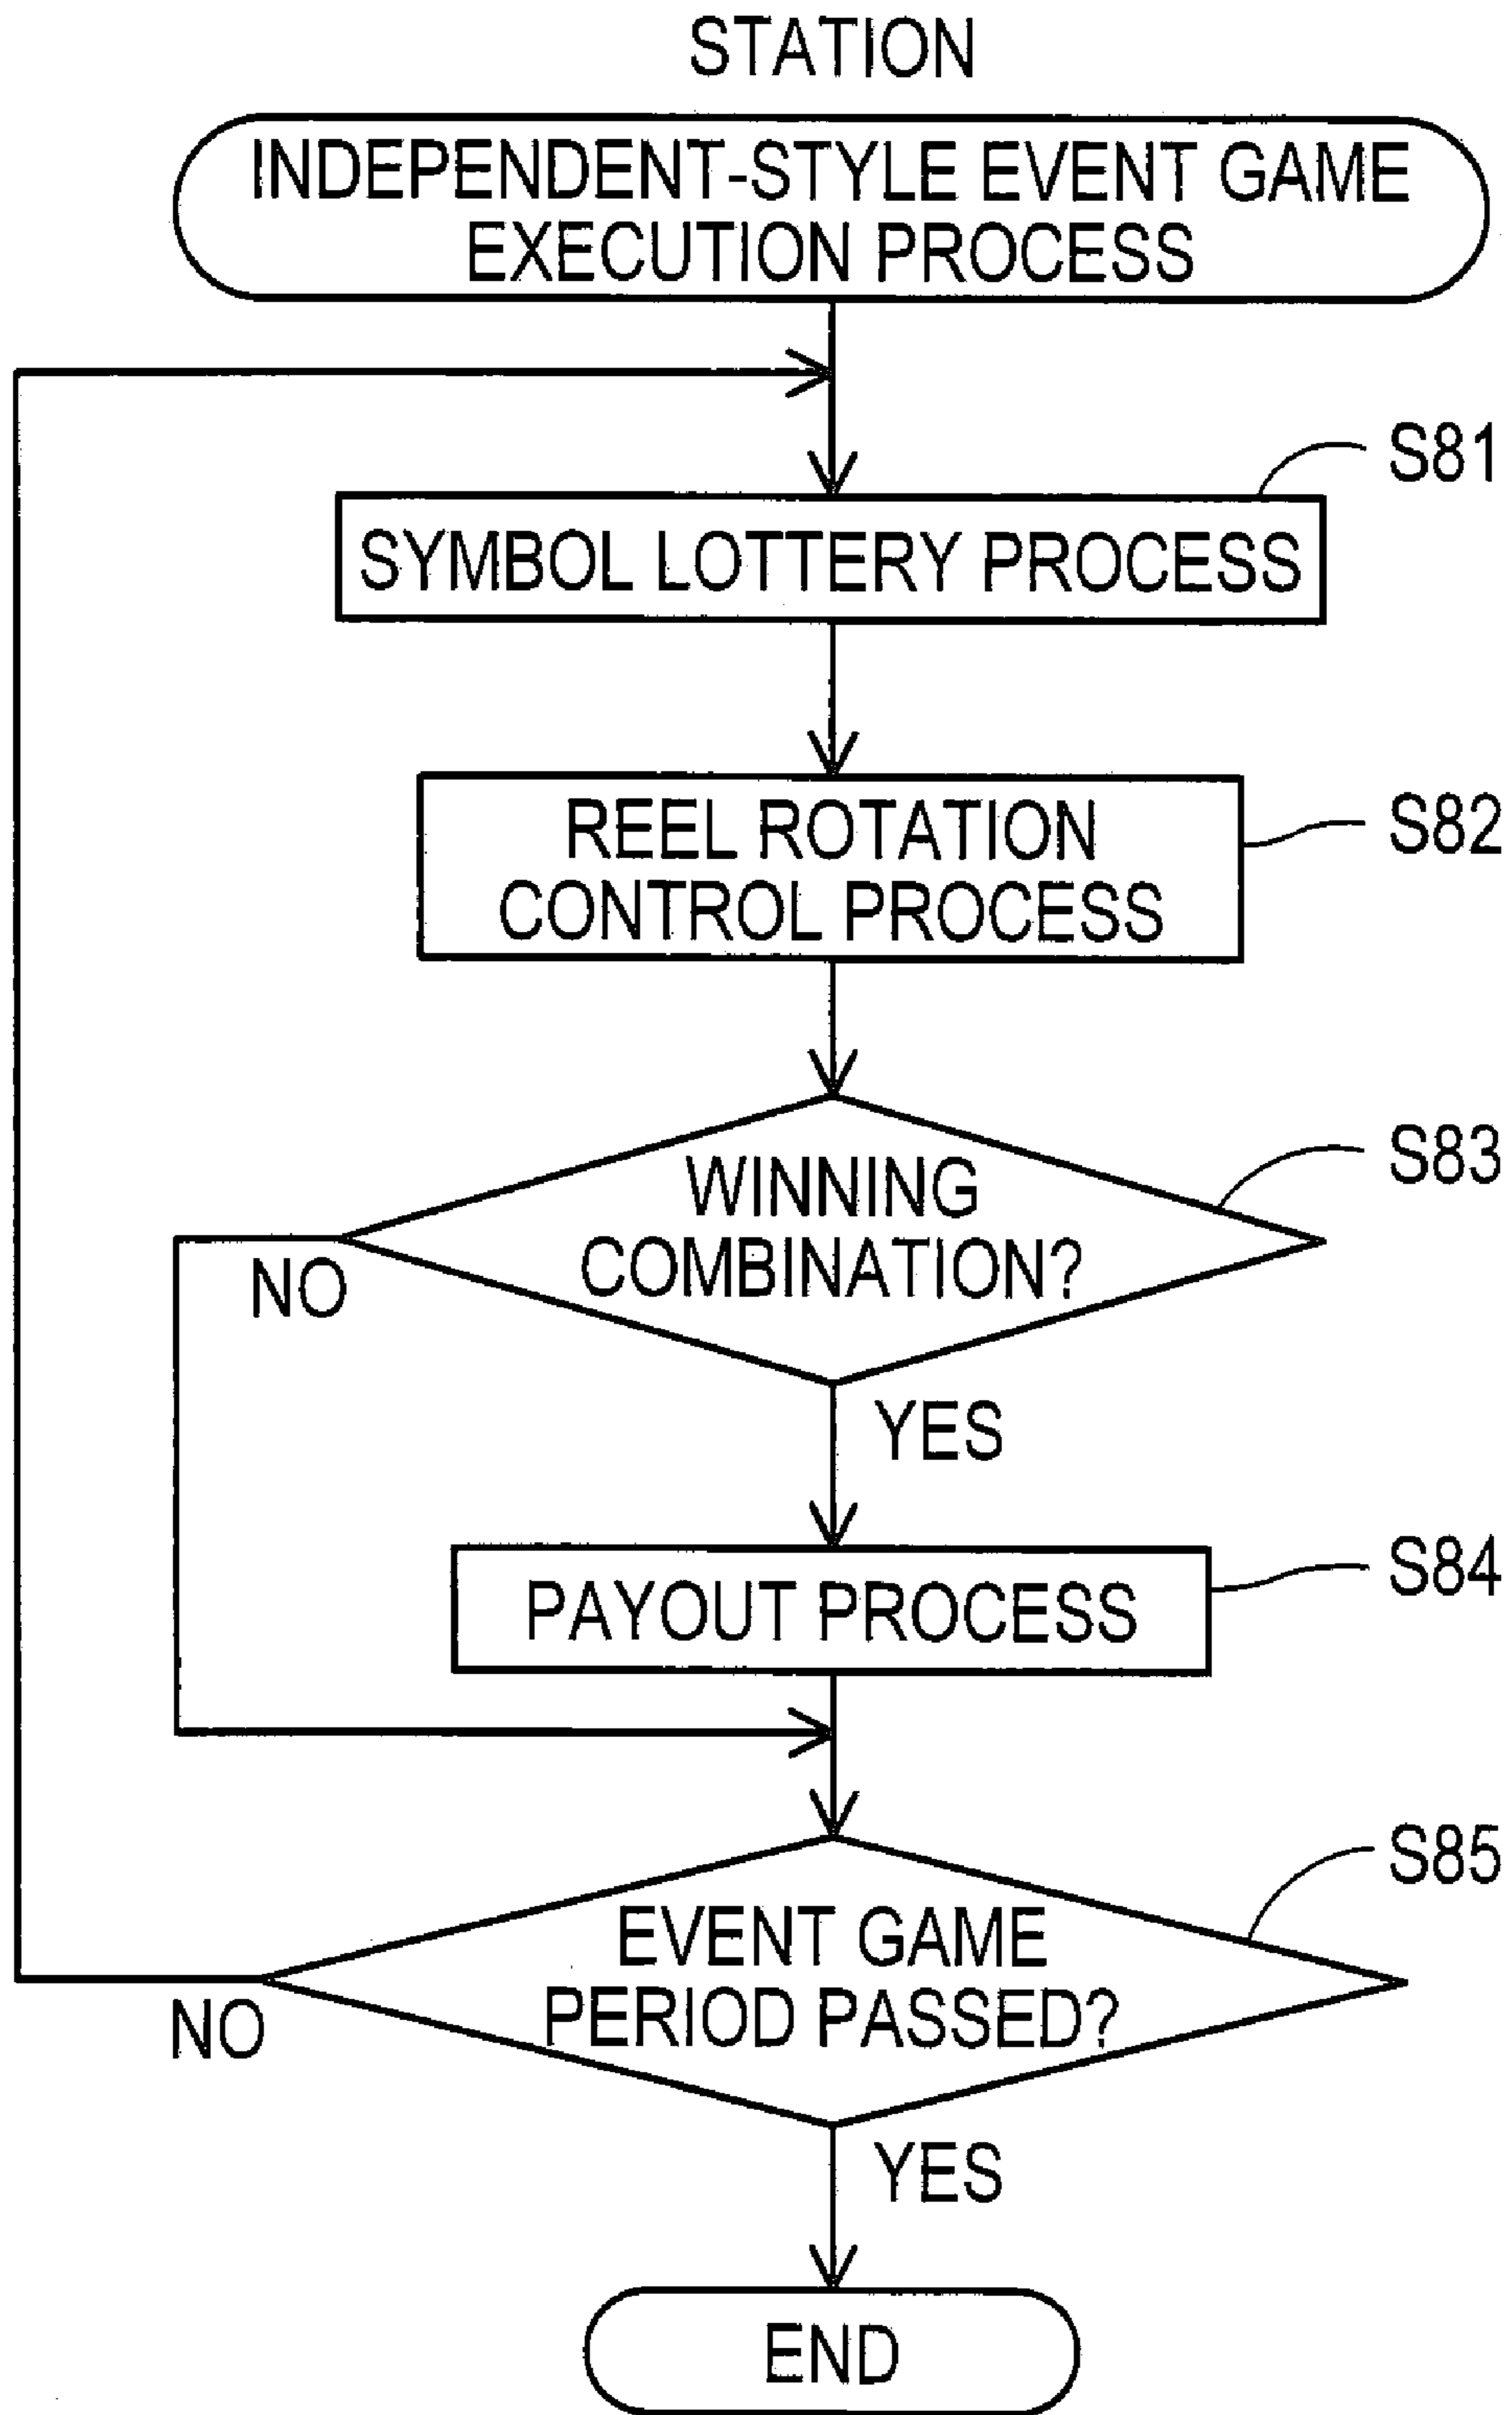 STATION
INDEPENDENT-STYLE EVENT GAME
EXECUTION PROCESS
S81
SYMBOL LOTTERY PROCESS
REEL ROTATION
CONTROL PROCESS
S82
S83
WINNING
COMBINATION?
NO
YES
S84
PAYOUT PROCESS
S85
EVENT GAME
PERIOD PASSED?
NO
YES
END